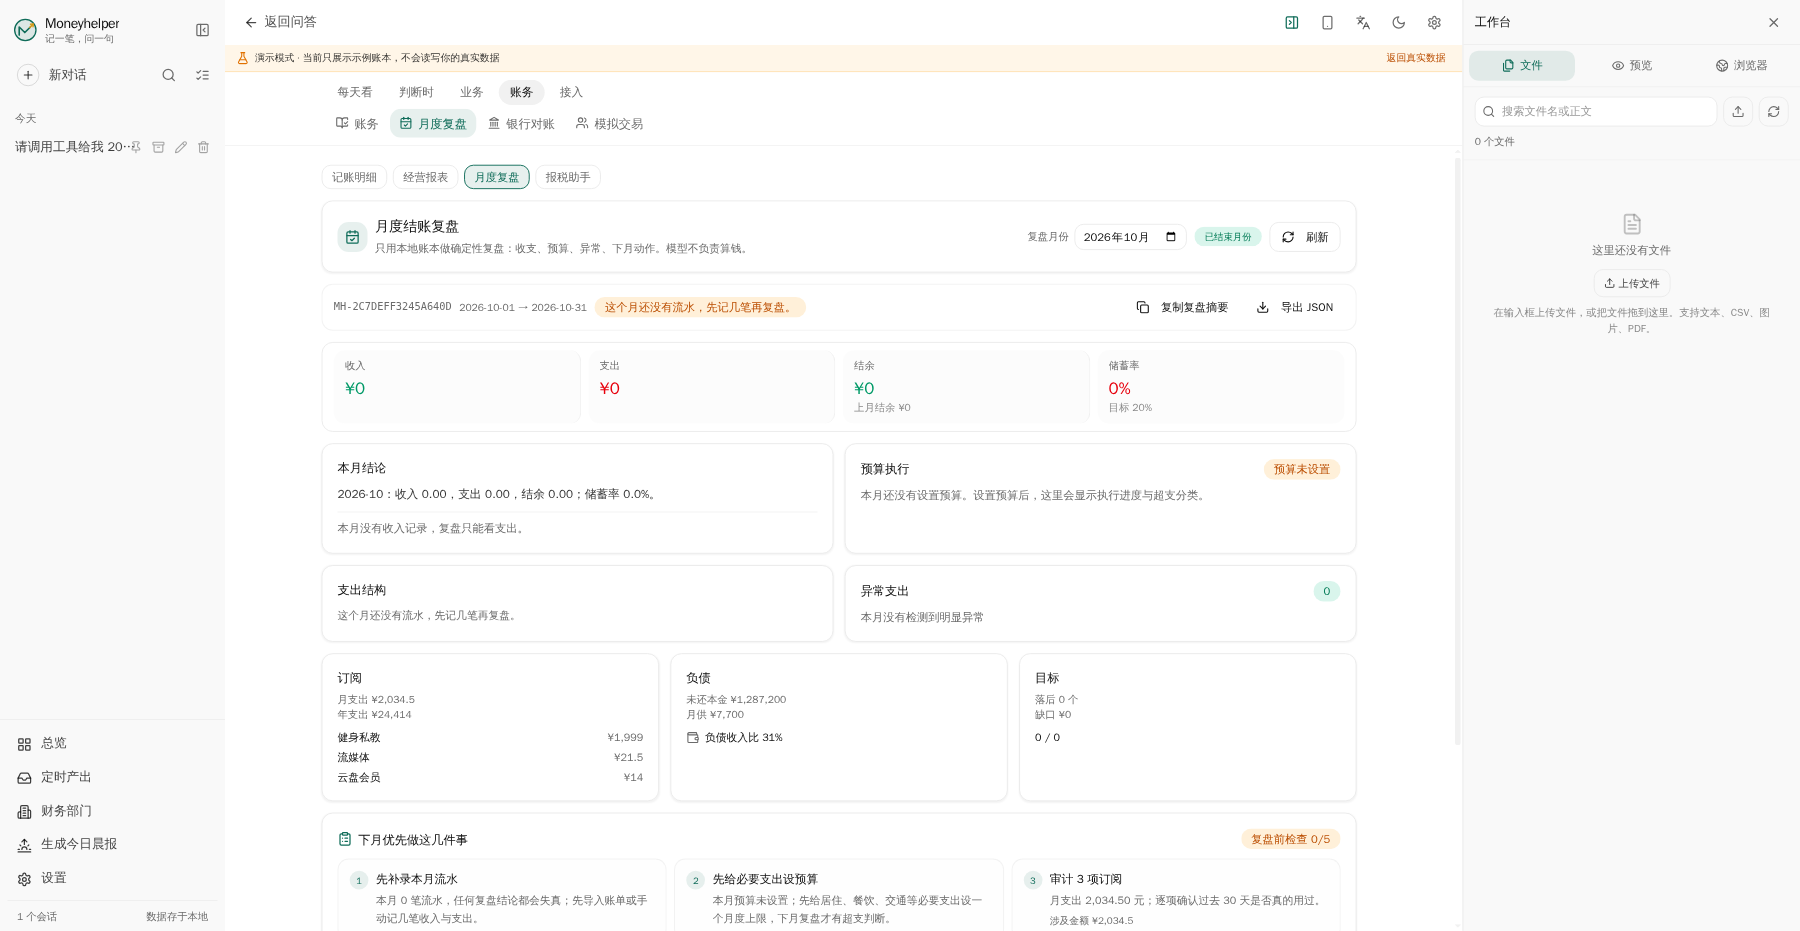 Moneyhelper
记一笔，问一句
新对话
今天
请调用工具给我 20···
总览
定时产出
财务部门
生成今日晨报
设置
1 个会话
数据存于本地
返回问答
演示模式 · 当前只展示示例账本，不会读写你的真实数据
返回真实数据
每天看
判断时
业务
账务
接入
账务
月度复盘
银行对账
模拟交易
记账明细
经营报表
月度复盘
报税助手
月度结账复盘
只用本地账本做确定性复盘：收支、预算、异常、下月动作。模型不负责算钱。
复盘月份
2026年10月
已结束月份
刷新
MH-2C7DEFF3245A640D
2026-10-01 → 2026-10-31
这个月还没有流水，先记几笔再复盘。
复制复盘摘要
导出 JSON
收入
¥0
支出
¥0
结余
¥0
上月结余 ¥0
储蓄率
0%
目标 20%
本月结论
2026-10：收入 0.00，支出 0.00，结余 0.00；储蓄率 0.0%。
本月没有收入记录，复盘只能看支出。
预算执行
预算未设置
本月还没有设置预算。设置预算后，这里会显示执行进度与超支分类。
支出结构
这个月还没有流水，先记几笔再复盘。
异常支出
0
本月没有检测到明显异常
订阅
月支出 ¥2,034.5
年支出 ¥24,414
健身私教
¥1,999
流媒体
¥21.5
云盘会员
¥14
负债
未还本金 ¥1,287,200
月供 ¥7,700
负债收入比 31%
目标
落后 0 个
缺口 ¥0
0 / 0
下月优先做这几件事
复盘前检查 0/5
1
先补录本月流水
本月 0 笔流水，任何复盘结论都会失真；先导入账单或手
动记几笔收入与支出。
2
先给必要支出设预算
本月预算未设置；先给居住、餐饮、交通等必要支出设一
个月度上限，下月复盘才有超支判断。
3
审计 3 项订阅
月支出 2,034.50 元；逐项确认过去 30 天是否真的用过。
涉及金额 ¥2,034.5
工作台
文件
预览
浏览器
搜索文件名或正文
0 个文件
这里还没有文件
上传文件
在输入框上传文件，或把文件拖到这里。支持文本、CSV、图
片、PDF。